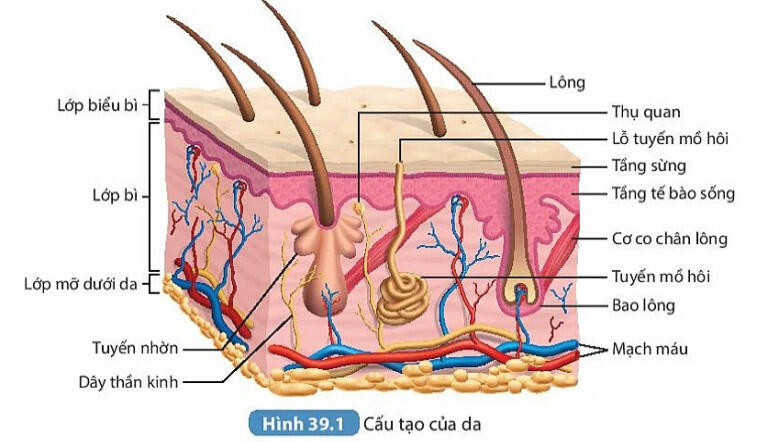 Lông
Lớp biểu bì
Thụ quan
Lỗ tuyến mồ hôi
Tầng sừng
Lớp bì
Tầng tế bào sống
Cơ co chân lông
Tuyến mồ hôi
Lớp mỡ dưới da
Bao lông
Tuyến nhờn
Mạch máu
Dây thần kinh
Hình 39.1 Cấu tạo của da